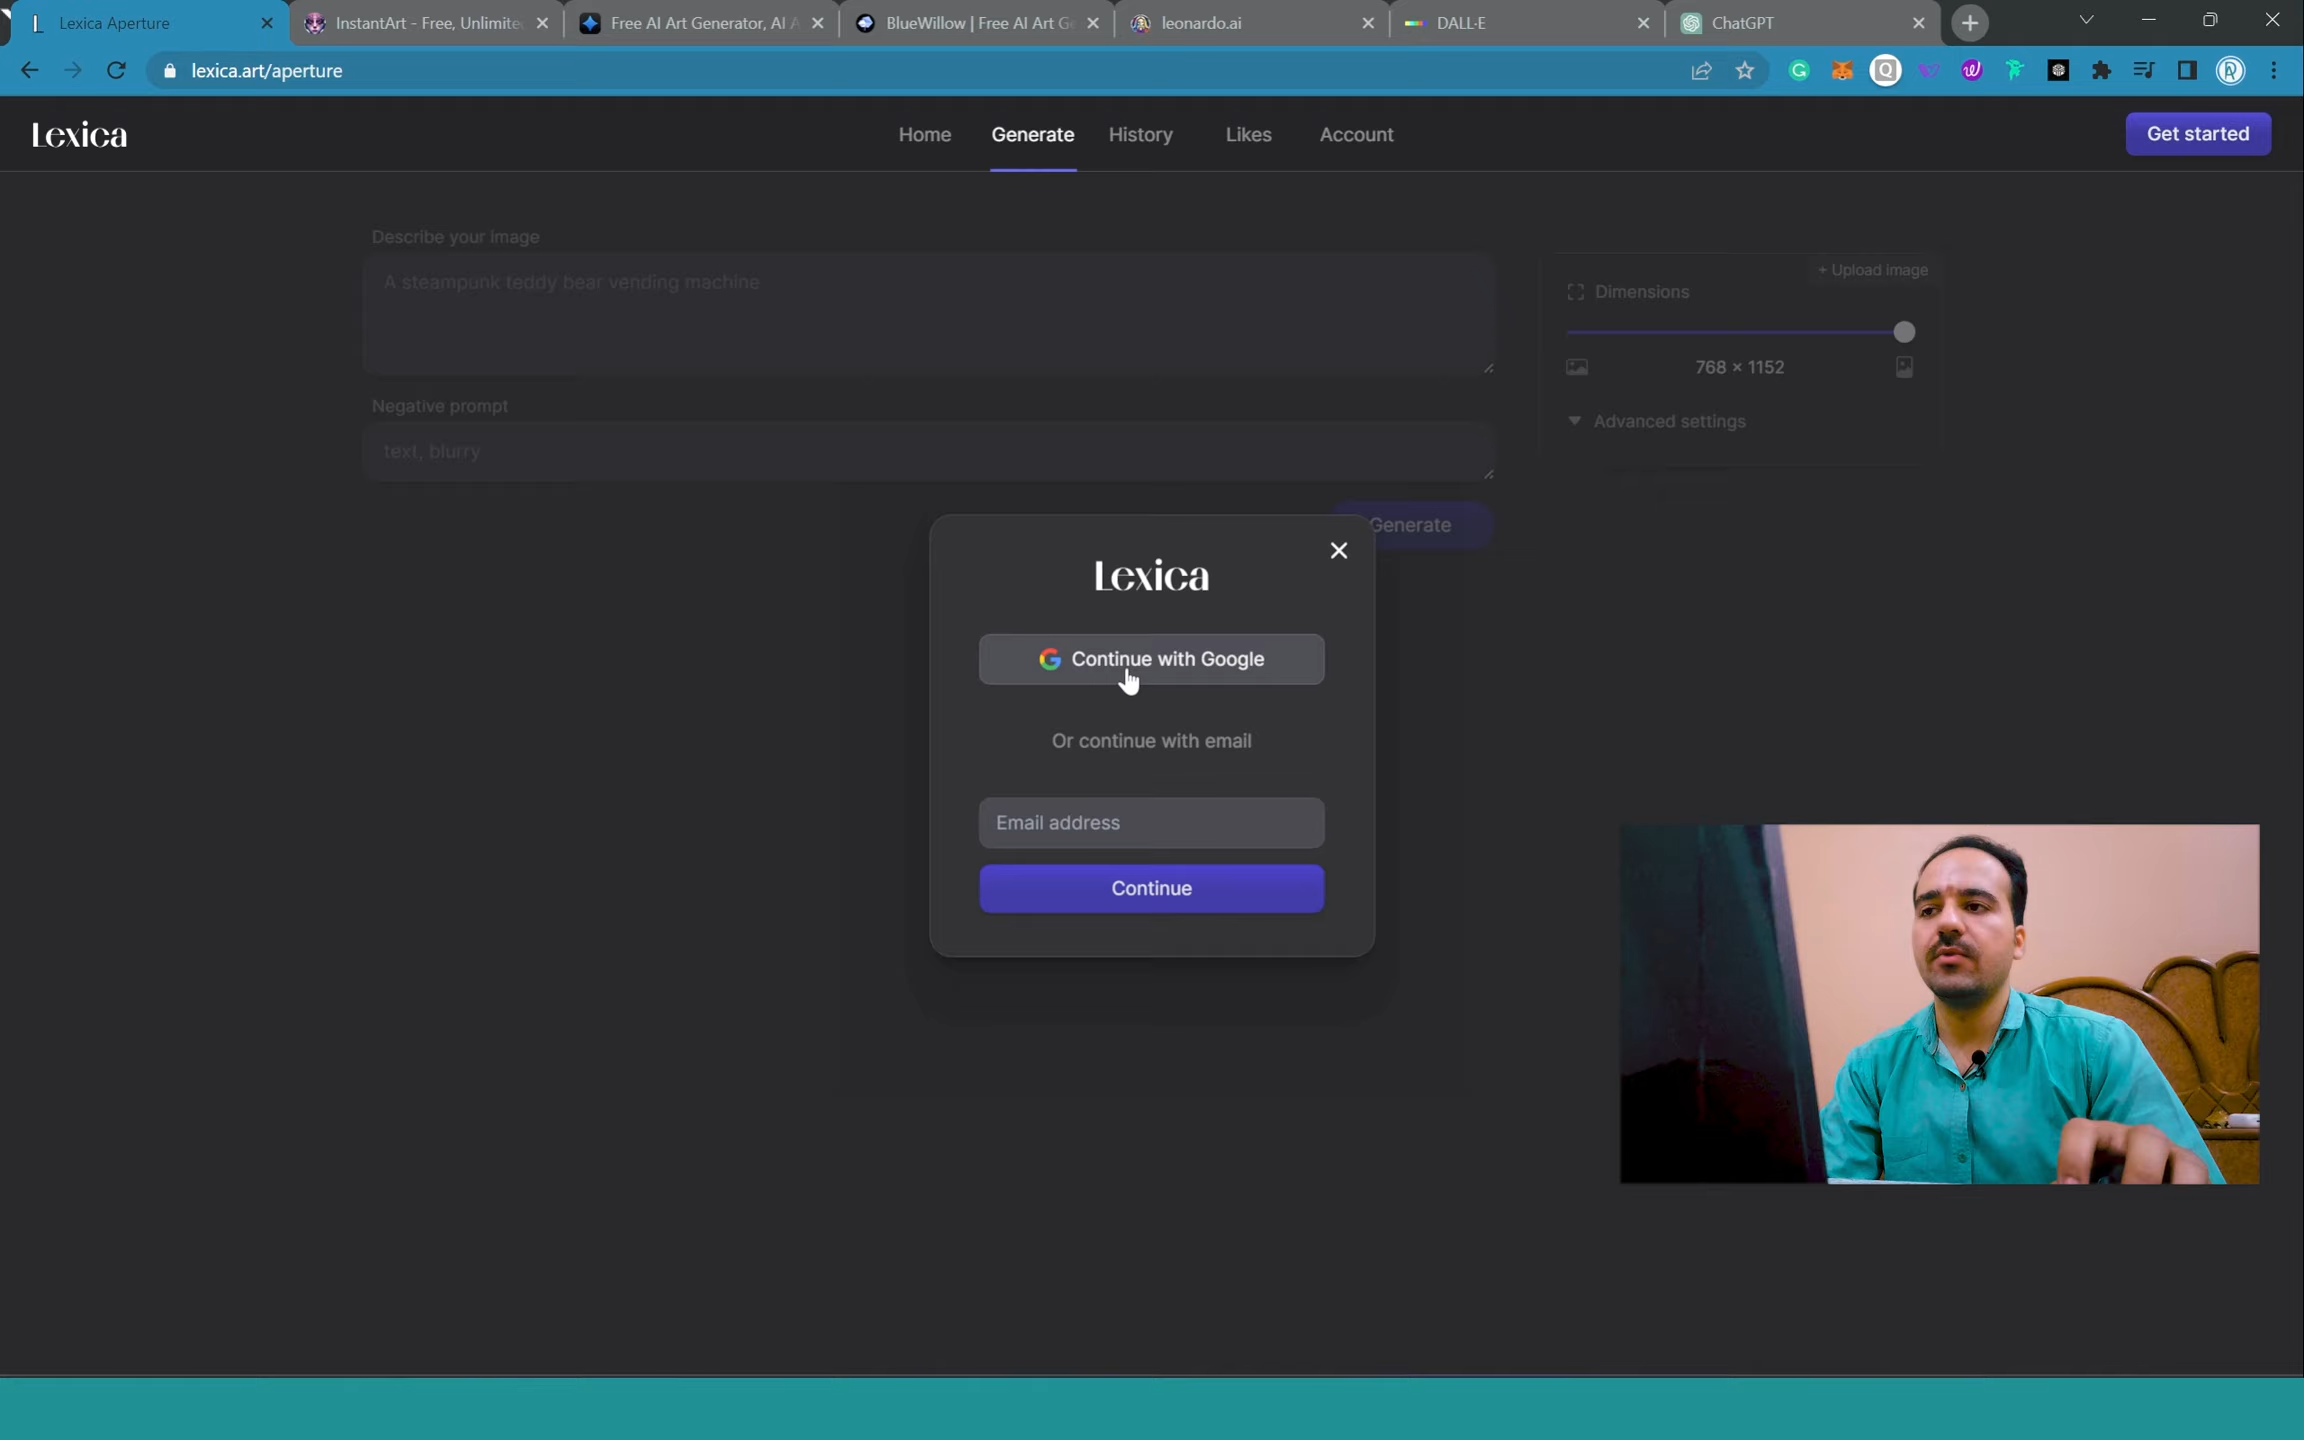 Lexica Aperture
InstantArt - Free, Unlimite
Free AI Art Generator, AI A
BlueWillow | Free AI Art Ge
leonardo.ai
DALL·E
ChatGPT
lexica.art/aperture
Lexica
Home
Generate
History
Likes
Account
Get started
Describe your image
A steampunk teddy bear vending machine
+ Upload image
Dimensions
768 × 1152
Advanced settings
Negative prompt
text, blurry
Generate
Lexica
Continue with Google
Or continue with email
Email address
Continue